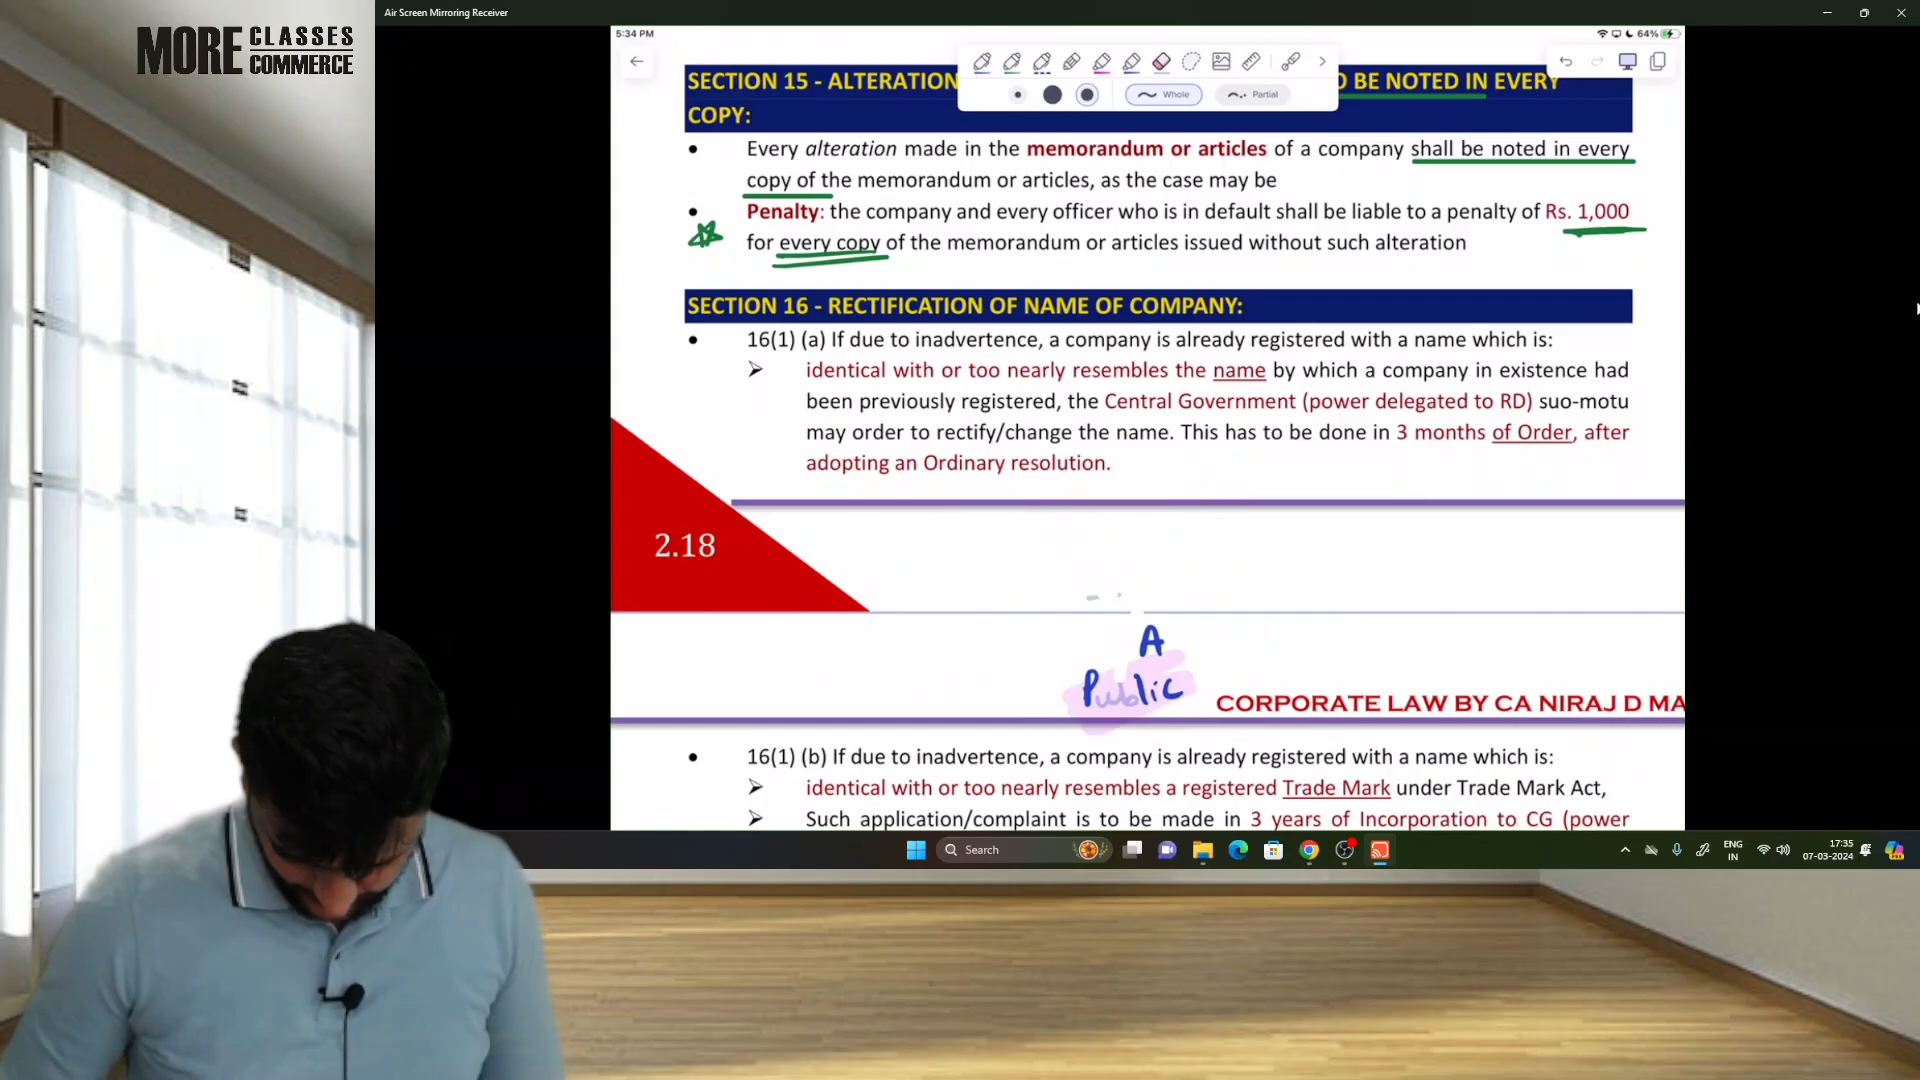 Air Screen Mirroring Receiver
MORE CLASSES
COMMERCE
5:34 PM
64%
Whole
Partial
SECTION 15 - ALTERATION
BE NOTED IN EVERY
COPY:
• Every alteration made in the memorandum or articles of a company shall be noted in every
copy of the memorandum or articles, as the case may be
• Penalty: the company and every officer who is in default shall be liable to a penalty of Rs. 1,000
for every copy of the memorandum or articles issued without such alteration
SECTION 16 - RECTIFICATION OF NAME OF COMPANY:
• 16(1) (a) If due to inadvertence, a company is already registered with a name which is:
➢ identical with or too nearly resembles the name by which a company in existence had
been previously registered, the Central Government (power delegated to RD) suo-motu
may order to rectify/change the name. This has to be done in 3 months of Order, after
adopting an Ordinary resolution.
2.18
A
Public
CORPORATE LAW BY CA NIRAJ D MA
• 16(1) (b) If due to inadvertence, a company is already registered with a name which is:
➢ identical with or too nearly resembles a registered Trade Mark under Trade Mark Act,
➢ Such application/complaint is to be made in 3 years of Incorporation to CG (power
Search
ENG
IN
17:35
07-03-2024